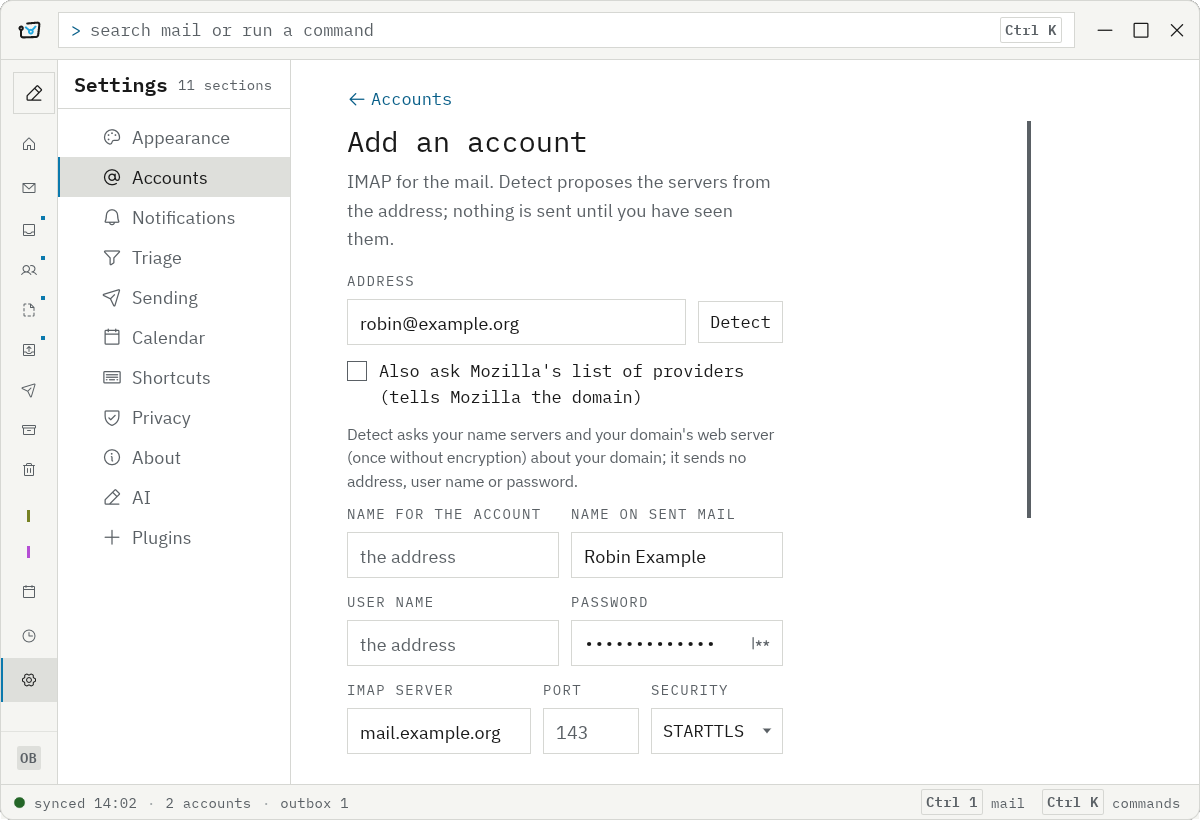 > search mail or run a command Ctrl K
Settings 11 sections
Appearance
Accounts
Notifications
Triage
Sending
Calendar
Shortcuts
Privacy
About
AI
Plugins
OB
← Accounts
Add an account
IMAP for the mail. Detect proposes the servers from
the address; nothing is sent until you have seen
them.
ADDRESS
robin@example.org Detect
Also ask Mozilla's list of providers
(tells Mozilla the domain)
Detect asks your name servers and your domain's web server
(once without encryption) about your domain; it sends no
address, user name or password.
NAME FOR THE ACCOUNT NAME ON SENT MAIL
the address Robin Example
USER NAME PASSWORD
the address ••••••••••••• |**
IMAP SERVER PORT SECURITY
mail.example.org 143 STARTTLS
synced 14:02 · 2 accounts · outbox 1 Ctrl 1 mail Ctrl K commands